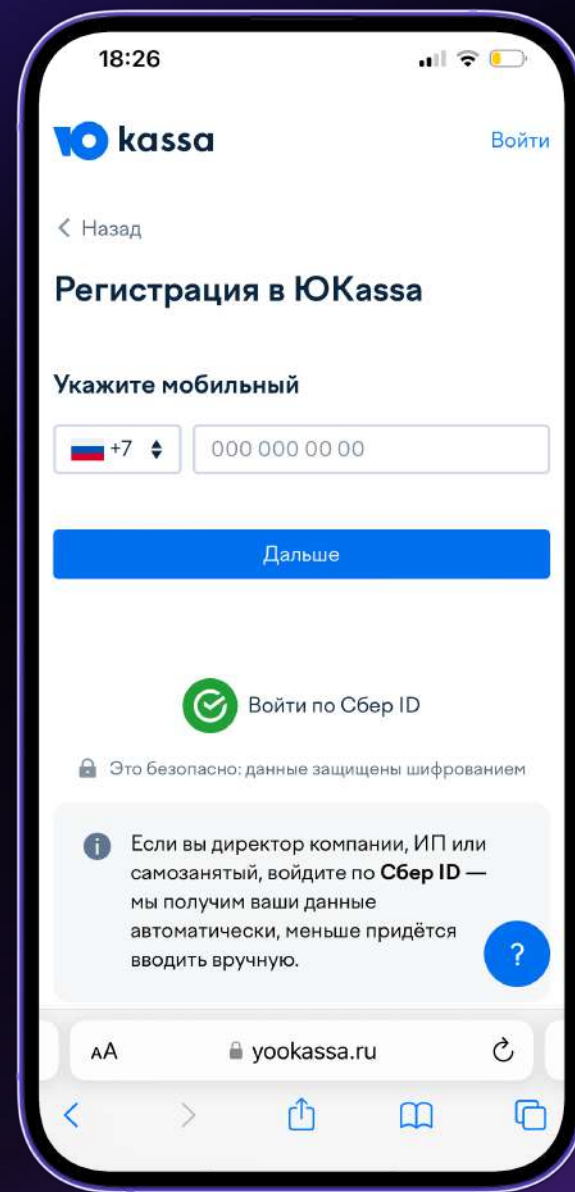 18:26
Ю kassa
Войти
Назад
Регистрация в ЮKassa
Укажите мобильный
+7
000 000 00 00
Дальше
Войти по Сбер ID
Это безопасно: данные защищены шифрованием
Если вы директор компании, ИП или
самозанятый, войдите по Сбер ID —
мы получим ваши данные
автоматически, меньше придётся
вводить вручную.
?
AA
yookassa.ru